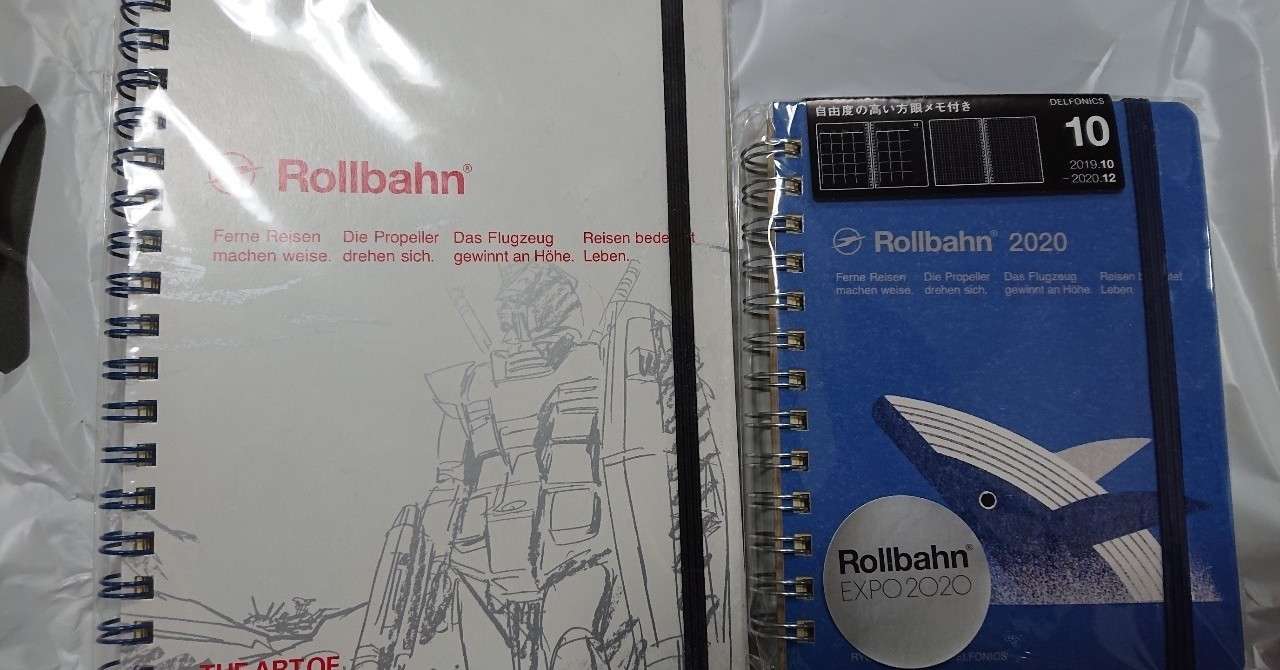 Rollbahn®
Ferne Reisen machen weise.
Die Propeller drehen sich.
Das Flugzeug gewinnt an Höhe.
Reisen Leben.
THE ART OF
自由度の高い方眼メモ付き
DELFONICS
10
2019.10
-2020.12
Rollbahn® 2020
Ferne Reisen machen weise.
Die Propeller drehen sich.
Das Flugzeug gewinnt an Höhe.
Reisen Leben.
Rollbahn®
EXPO2020
DELFONICS